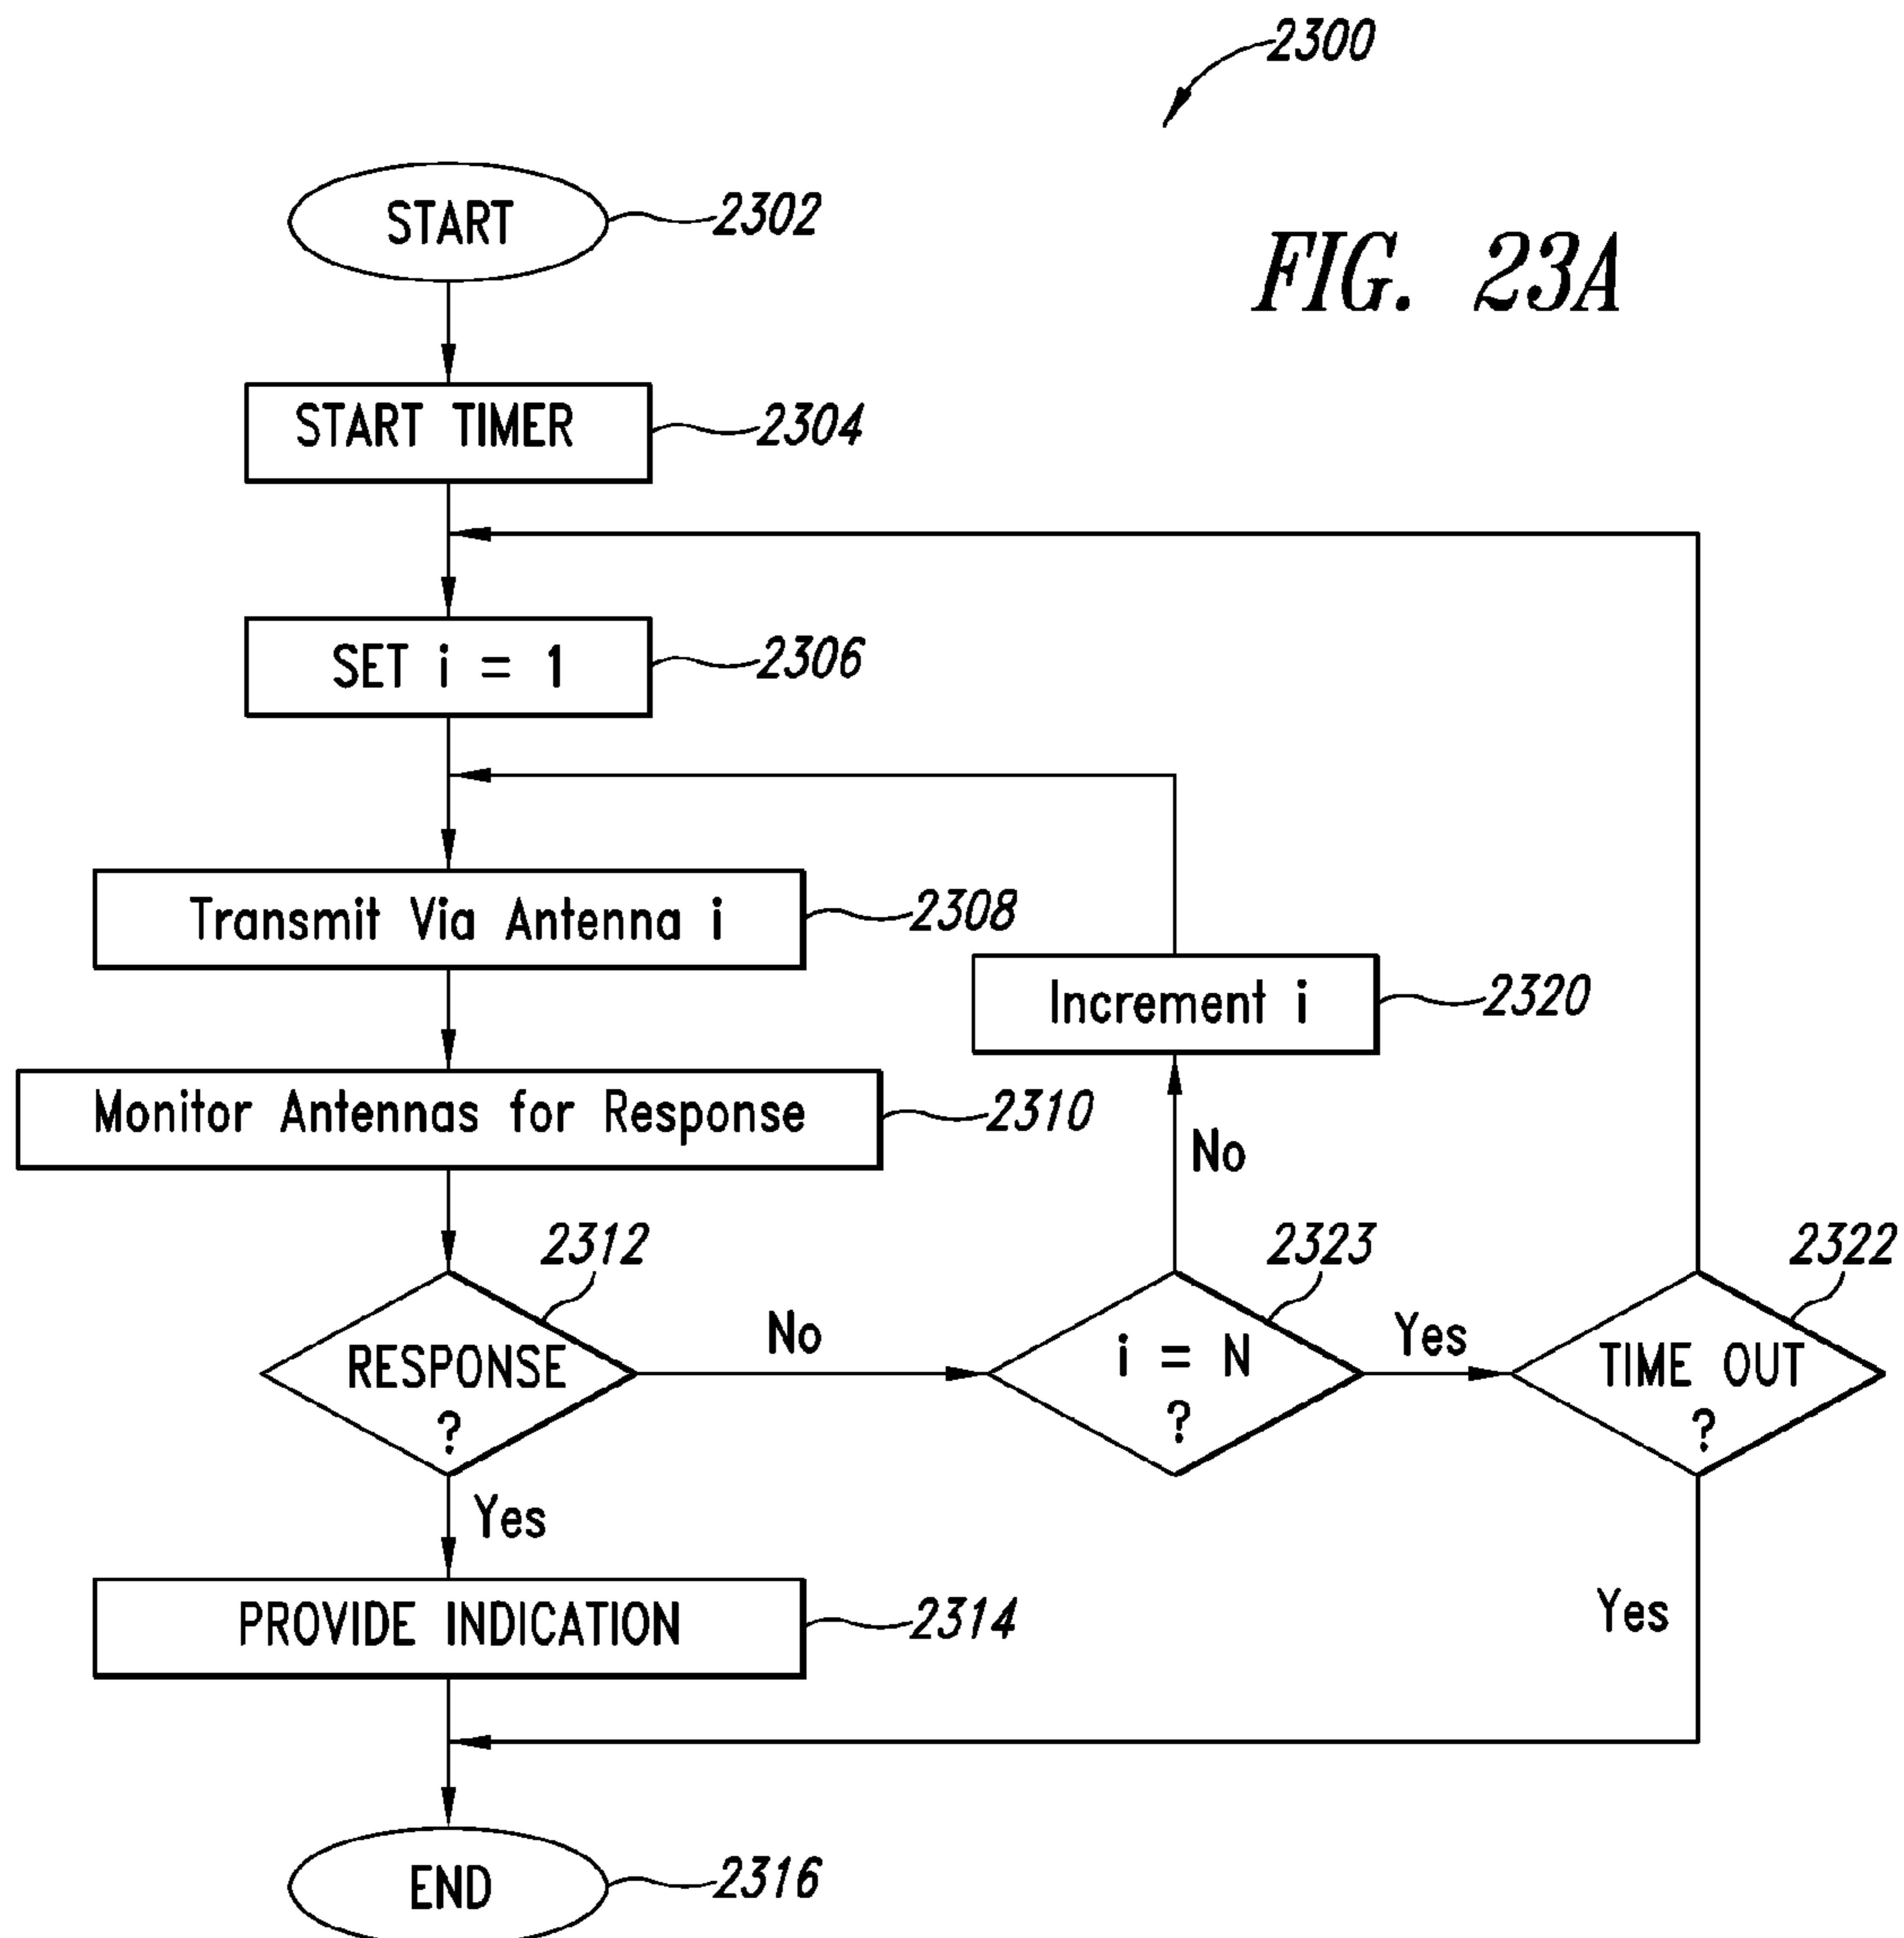 2300
START
2302
FIG. 23A
START TIMER
2304
SET i = 1
2306
Transmit Via Antenna i
2308
Increment i
2320
Monitor Antennas for Response
2310
No
2312
2323
2322
RESPONSE
?
No
i = N
?
Yes
TIME OUT
?
Yes
PROVIDE INDICATION
2314
Yes
END
2316